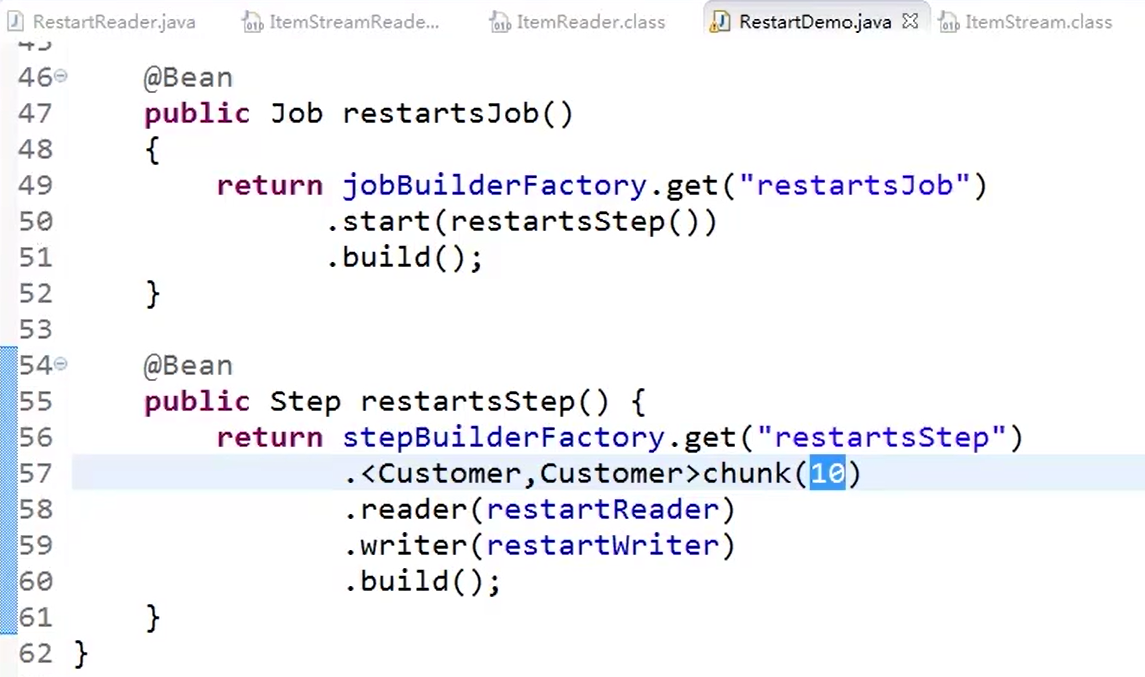 RestartReader.java ItemStreamReade... ItemReader.class RestartDemo.java ItemStream.class
45
46 @Bean
47 public Job restartsJob()
48 {
49 return jobBuilderFactory.get("restartsJob")
50 .start(restartsStep())
51 .build();
52 }
53
54 @Bean
55 public Step restartsStep() {
56 return stepBuilderFactory.get("restartsStep")
57 .<Customer,Customer>chunk(10)
58 .reader(restartReader)
59 .writer(restartWriter)
60 .build();
61 }
62 }